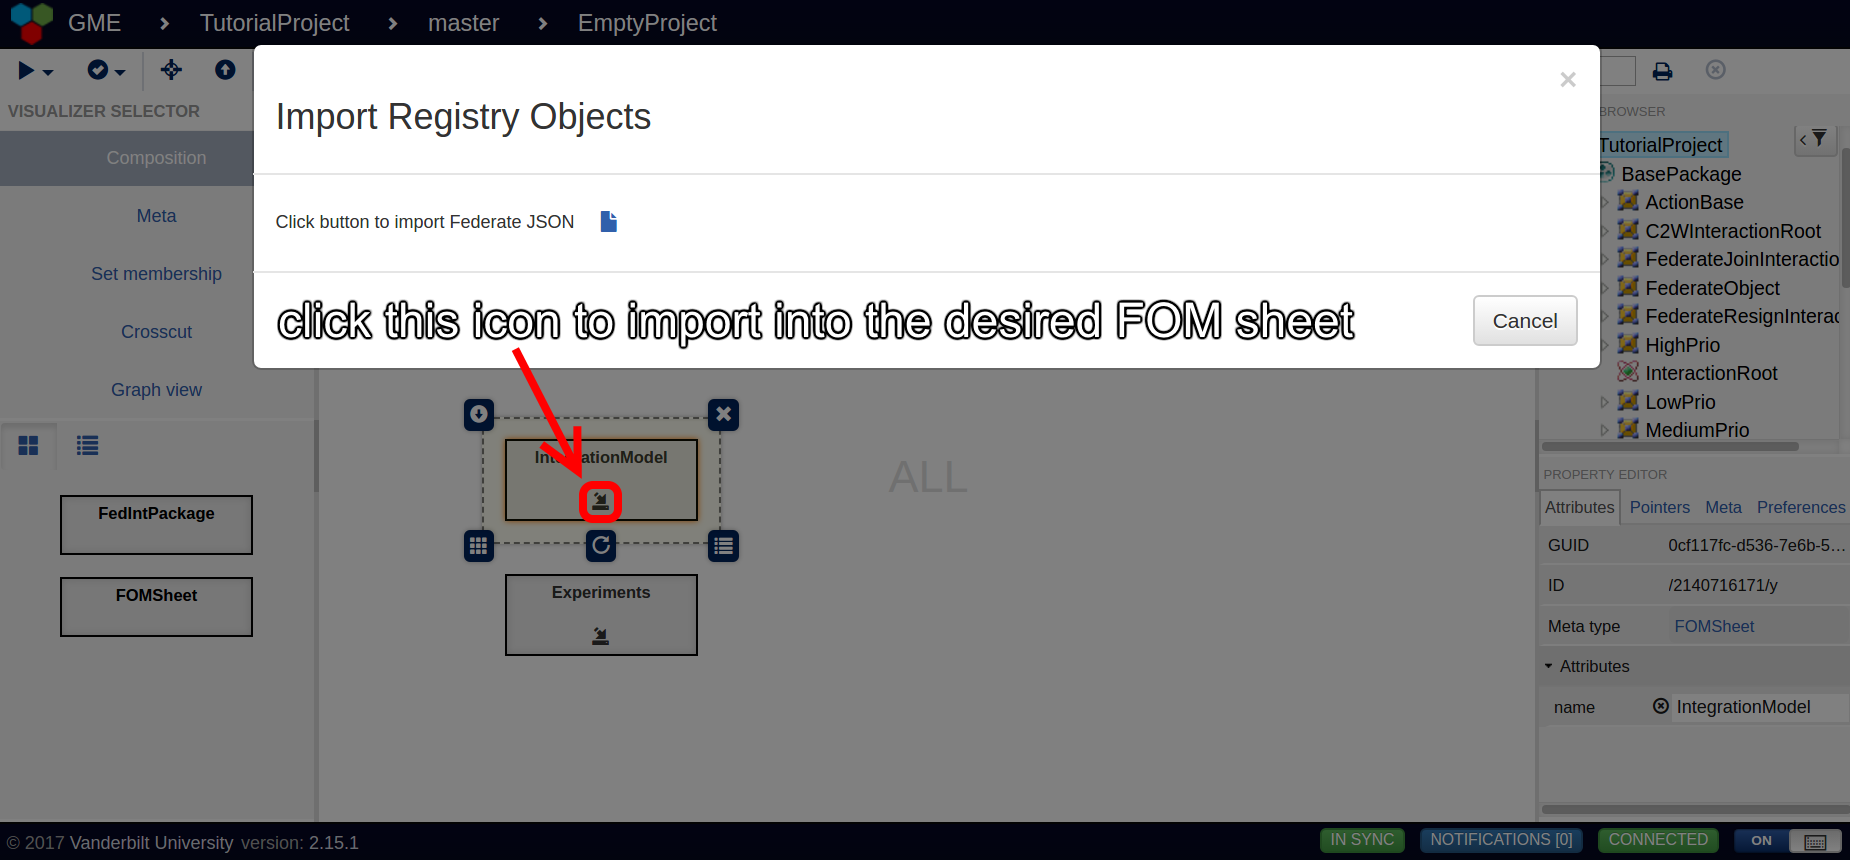 GME > TutorialProject > master > EmptyProject
VISUALIZER SELECTOR
Composition
Meta
Set membership
Crosscut
Graph view
FedIntPackage
FOMSheet
Import Registry Objects
×
Click button to import Federate JSON
click this icon to import into the desired FOM sheet
Cancel
IntegrationModel
Experiments
ALL
BROWSER
TutorialProject
BasePackage
ActionBase
C2WInteractionRoot
FederateJoinInteractio
FederateObject
FederateResignInterac
HighPrio
InteractionRoot
LowPrio
MediumPrio
PROPERTY EDITOR
Attributes Pointers Meta Preferences
GUID 0cf117fc-d536-7e6b-5...
ID /2140716171/y
Meta type FOMSheet
Attributes
name IntegrationModel
© 2017 Vanderbilt University version: 2.15.1
IN SYNC NOTIFICATIONS [0] CONNECTED ON